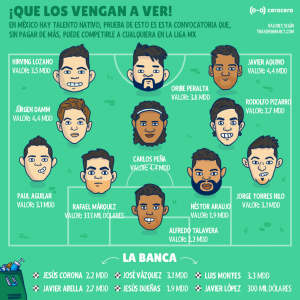 ¡QUE LOS VENGAN A VER!
cerocero
EN MÉXICO HAY TALENTO NATIVO, PRUEBA DE ESTO ES ESTA CONVOCATORIA QUE,
SIN PAGAR DE MÁS, PUEDE COMPETIRLE A CUALQUIERA EN LA LIGA MX
VALORES SEGÚN
TRANSFERMARKT.COM
HIRVING LOZANO
VALOR: 3.5 MDD
ORIBE PERALTA
VALOR: 3.8 MDD
JAVIER AQUINO
VALOR: 4.4 MDD
JÜRGEN DAMM
VALOR: 4.4 MDD
RODOLFO PIZARRO
VALOR: 2.7 MDD
CARLOS PEÑA
VALOR: 4.4 MDD
PAUL AGUILAR
VALOR: 3.1 MDD
RAFAEL MÁRQUEZ
VALOR: 333 MIL DÓLARES
HÉCTOR ARAUJO
VALOR: 1.9 MDD
JORGE TORRES NILO
VALOR: 3.1 MDD
ALFREDO TALAVERA
VALOR: 2.2 MDD
LA BANCA
JESÚS CORONA 2.2 MDD
JOSÉ VÁZQUEZ 3.1 MDD
LUIS MONTES 3.3 MDD
JAVIER ABELLA 2.7 MDD
JESÚS DUEÑAS 1.9 MDD
JAVIER LÓPEZ 300 MIL DÓLARES